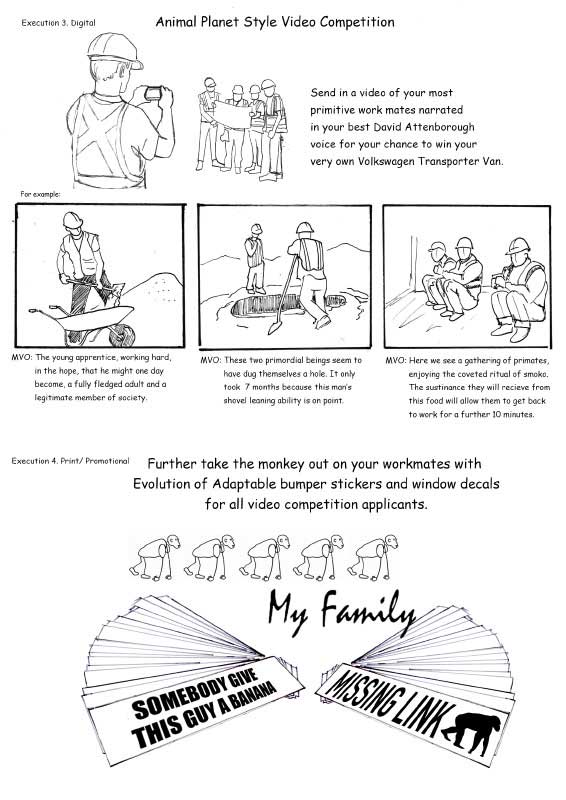 Execution 3. Digital
Animal Planet Style Video Competition
Send in a video of your most
primitive work mates narrated
in your best David Attenborough
voice for your chance to win your
very own Volkswagen Transporter Van.
For example:
MVO: The young apprentice, working hard,
in the hope, that he might one day
become, a fully fledged adult and a
legitimate member of society.
MVO: These two primordial beings seem to
have dug themselves a hole. It only
took 7 months because this man's
shovel leaning ability is on point.
MVO: Here we see a gathering of primates,
enjoying the coveted ritual of smoko.
The sustinance they will recieve from
this food will allow them to get back
to work for a further 10 minutes.
Execution 4. Print/ Promotional
Further take the monkey out on your workmates with
Evolution of Adaptable bumper stickers and window decals
for all video competition applicants.
My Family
SOMEBODY GIVE
THIS GUY A BANANA
MISSING LINK